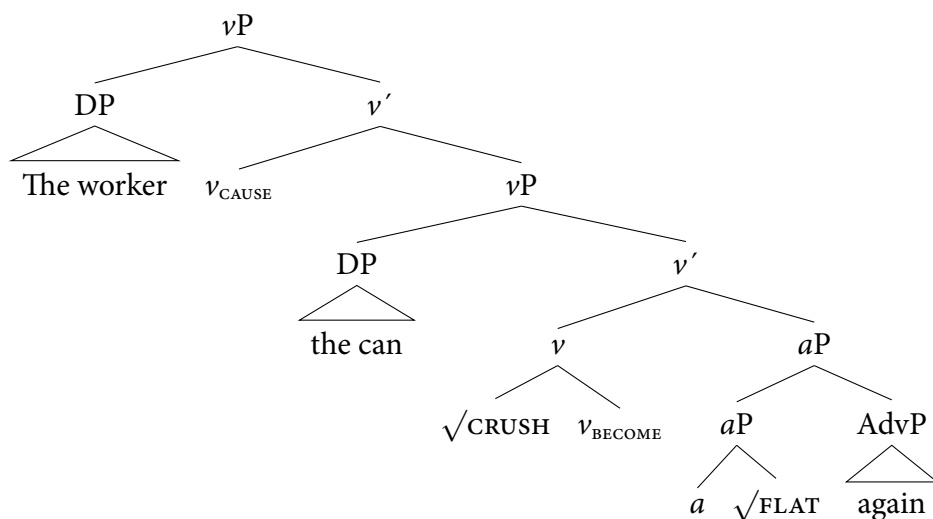 vP
DP v′
The worker vCAUSE vP
DP v′
the can v aP
√CRUSH vBECOME aP AdvP
a √FLAT again